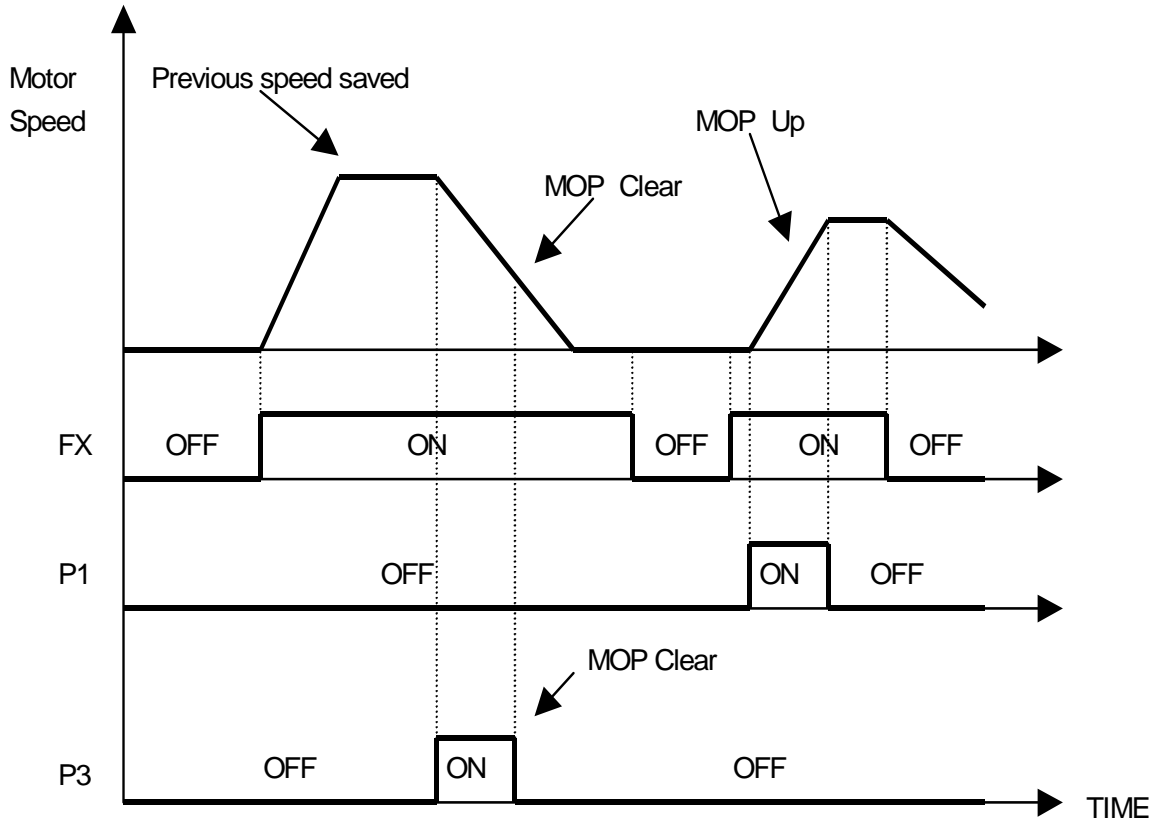 Motor
Speed
Previous speed saved
MOP Up
MOP Clear
FX
OFF
ON
OFF
ON
OFF
P1
OFF
ON
OFF
MOP Clear
P3
OFF
ON
OFF
TIME